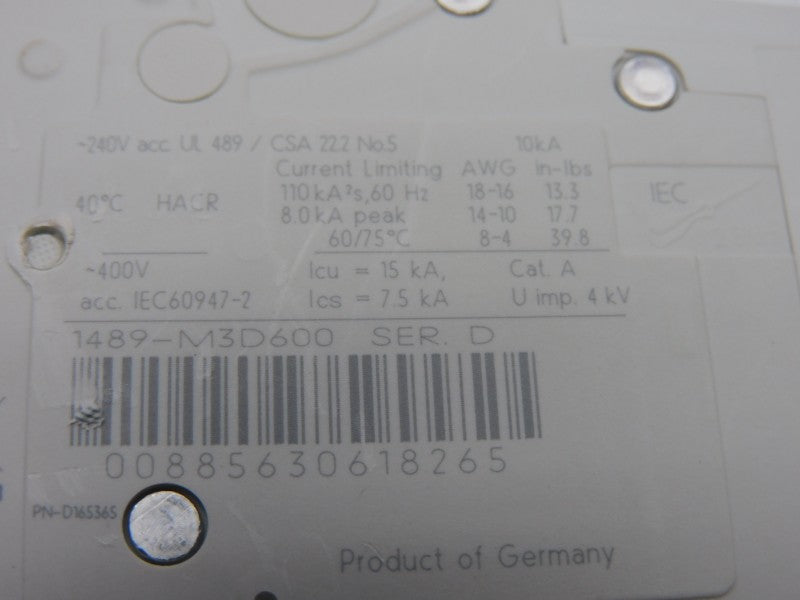 ~240V acc. UL 489 / CSA 22.2 No.5 10kA
Current Limiting AWG in-lbs
40°C HACR 110 kA²s, 60 Hz 18-16 13.3
8.0 kA peak 14-10 17.7
60/75°C 8-4 39.8
IEC
~400V Icu = 15 kA, Cat. A
acc. IEC60947-2 Ics = 7.5 kA U imp. 4 kV
1489-M3D600 SER. D
00885630618265
PN-D165365
Product of Germany